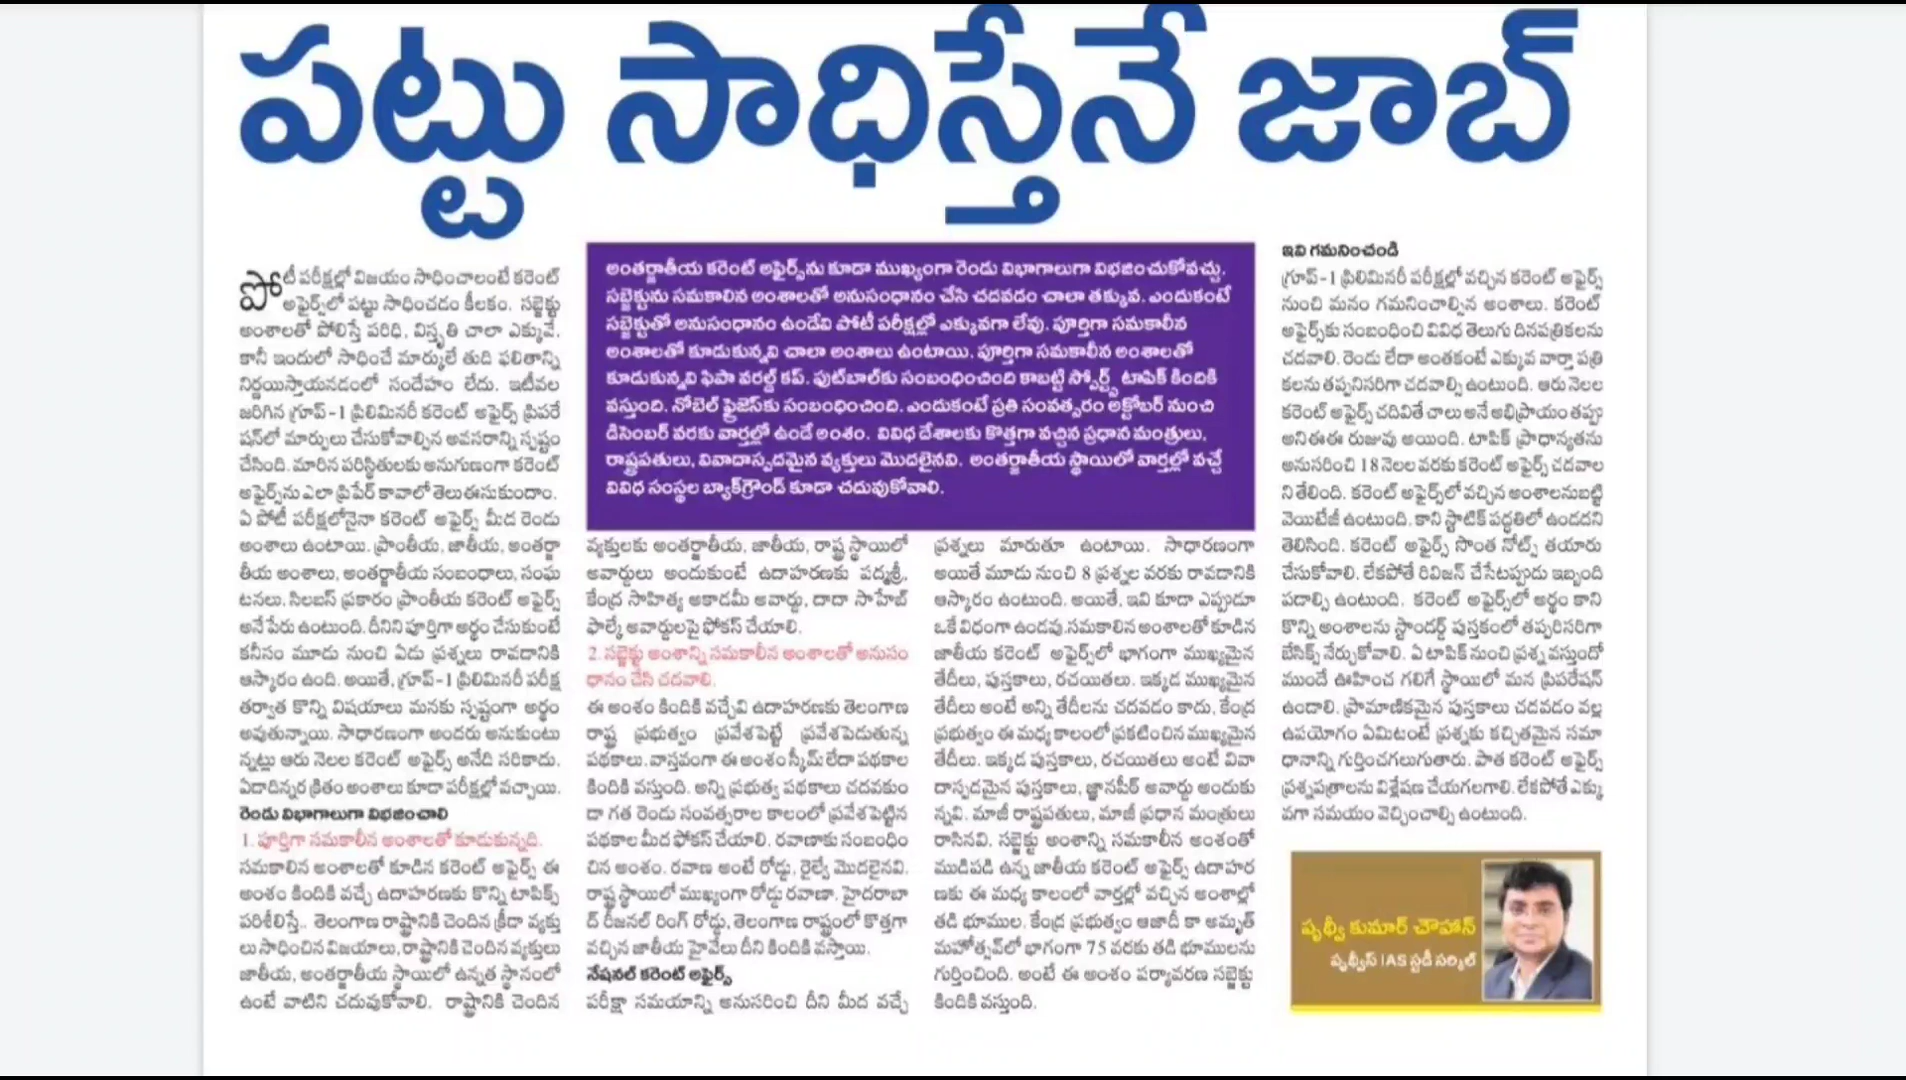 పట్టు సాధిస్తేనే జాబ్
పోటీ పరీక్షల్లో విజయం సాధించాలంటే కరెంట్
అఫైర్స్‌లో పట్టు సాధించడం కీలకం. సబ్జెక్టు
అంశాలతో పోలిస్తే పరిధి, విస్తృతి చాలా ఎక్కువే.
కానీ ఇందులో సాధించే మార్కులే తుది ఫలితాన్ని
నిర్ణయిస్తాయనడంలో సందేహం లేదు. ఇటీవల
జరిగిన గ్రూప్-1 ప్రిలిమినరీ కరెంట్ అఫైర్స్ ప్రిపరే
షన్‌లో మార్పులు చేసుకోవాల్సిన అవసరాన్ని స్పష్టం
చేసింది. మారిన పరిస్థితులకు అనుగుణంగా కరెంట్
అఫైర్స్‌ను ఎలా ప్రిపేర్ కావాలో తెలుఈసుకుందాం.
ఏ పోటీ పరీక్షలోనైనా కరెంట్ అఫైర్స్ మీద రెండు
అంశాలు ఉంటాయి. ప్రాంతీయ, జాతీయ, అంతర్జా
తీయ అంశాలు, అంతర్జాతీయ సంబంధాలు, సంఘ
టనలు. సిలబస్ ప్రకారం ప్రాంతీయ కరెంట్ అఫైర్స్
అనే పేరు ఉంటుంది. దీనిని పూర్తిగా అర్థం చేసుకుంటే
కనీసం మూడు నుంచి ఏడు ప్రశ్నలు రావడానికి
ఆస్కారం ఉంది. అయితే, గ్రూప్-1 ప్రిలిమినరీ పరీక్ష
తర్వాత కొన్ని విషయాలు మనకు స్పష్టంగా అర్థం
అవుతున్నాయి. సాధారణంగా అందరు అనుకుంటు
న్నట్లు ఆరు నెలల కరెంట్ అఫైర్స్ అనేది సరికాదు.
ఏడాదిన్నర క్రితం అంశాలు కూడా పరీక్షల్లో వచ్చాయి.
రెండు విభాగాలుగా విభజించాలి
1. పూర్తిగా సమకాలీన అంశాలతో కూడుకున్నది.
సమకాలిన అంశాలతో కూడిన కరెంట్ అఫైర్స్ ఈ
అంశం కిందికి వచ్చే ఉదాహరణకు కొన్ని టాపిక్స్
పరిశీలిస్తే.. తెలంగాణ రాష్ట్రానికి చెందిన క్రీడా వ్యక్తు
లు సాధించిన విజయాలు, రాష్ట్రానికి చెందిన వ్యక్తులు
జాతీయ, అంతర్జాతీయ స్థాయిలో ఉన్నత స్థానంలో
ఉంటే వాటిని చదువుకోవాలి. రాష్ట్రానికి చెందిన
అంతర్జాతీయ కరెంట్ అఫైర్స్‌ను కూడా ముఖ్యంగా రెండు విభాగాలుగా విభజించుకోవచ్చు.
సబ్జెక్టును సమకాలిన అంశాలతో అనుసంధానం చేసి చదవడం చాలా తక్కువ. ఎందుకంటే
సబ్జెక్టుతో అనుసంధానం ఉండేవి పోటీ పరీక్షల్లో ఎక్కువగా లేవు. పూర్తిగా సమకాలీన
అంశాలతో కూడుకున్నవి చాలా అంశాలు ఉంటాయి. పూర్తిగా సమకాలీన అంశాలతో
కూడుకున్నవి ఫిపా వరల్డ్ కప్. ఫుట్‌బాల్‌కు సంబంధించింది కాబట్టి స్పోర్ట్స్ టాపిక్ కిందికి
వస్తుంది. నోబెల్ ప్రైజెస్‌కు సంబంధించింది. ఎందుకంటే ప్రతి సంవత్సరం అక్టోబర్ నుంచి
డిసెంబర్ వరకు వార్తల్లో ఉండే అంశం. వివిధ దేశాలకు కొత్తగా వచ్చిన ప్రధాన మంత్రులు,
రాష్ట్రపతులు, వివాదాస్పదమైన వ్యక్తులు మొదలైనవి. అంతర్జాతీయ స్థాయిలో వార్తల్లో వచ్చే
వివిధ సంస్థల బ్యాక్‌గ్రౌండ్ కూడా చదువుకోవాలి.
వ్యక్తులకు అంతర్జాతీయ, జాతీయ, రాష్ట్ర స్థాయిలో
అవార్డులు అందుకుంటే ఉదాహరణకు పద్మశ్రీ,
కేంద్ర సాహిత్య అకాడమీ అవార్డు, దాదా సాహేబ్
ఫాల్కే అవార్డులపై ఫోకస్ చేయాలి.
2. సబ్జెక్టు అంశాన్ని సమకాలీన అంశాలతో అనుసం
ధానం చేసి చదవాలి.
ఈ అంశం కిందికి వచ్చేవి ఉదాహరణకు తెలంగాణ
రాష్ట్ర ప్రభుత్వం ప్రవేశపెట్టే ప్రవేశపెడుతున్న
పథకాలు. వాస్తవంగా ఈ అంశం స్కీమ్ లేదా పథకాల
కిందికి వస్తుంది. అన్ని ప్రభుత్వ పథకాలు చదవకుం
డా గత రెండు సంవత్సరాల కాలంలో ప్రవేశపెట్టిన
పథకాల మీద ఫోకస్ చేయాలి. రవాణాకు సంబంధిం
చిన అంశం. రవాణ అంటే రోడ్డు, రైల్వే మొదలైనవి.
రాష్ట్ర స్థాయిలో ముఖ్యంగా రోడ్డు రవాణా. హైదరాబా
ద్ రీజనల్ రింగ్ రోడ్డు, తెలంగాణ రాష్ట్రంలో కొత్తగా
వచ్చిన జాతీయ హైవేలు దీని కిందికి వస్తాయి.
నేషనల్ కరెంట్ అఫైర్స్
పరీక్షా సమయాన్ని అనుసరించి దీని మీద వచ్చే
ప్రశ్నలు మారుతూ ఉంటాయి. సాధారణంగా
అయితే మూడు నుంచి 8 ప్రశ్నల వరకు రావడానికి
ఆస్కారం ఉంటుంది. అయితే, ఇవి కూడా ఎప్పుడూ
ఒకే విధంగా ఉండవు.సమకాలిన అంశాలతో కూడిన
జాతీయ కరెంట్ అఫైర్స్‌లో భాగంగా ముఖ్యమైన
తేదీలు, పుస్తకాలు, రచయితలు. ఇక్కడ ముఖ్యమైన
తేదీలు అంటే అన్ని తేదీలను చదవడం కాదు, కేంద్ర
ప్రభుత్వం ఈ మధ్య కాలంలో ప్రకటించిన ముఖ్యమైన
తేదీలు. ఇక్కడ పుస్తకాలు, రచయితలు అంటే వివా
దాస్పదమైన పుస్తకాలు, జ్ఞానపీఠ్ అవార్డు అందుకు
న్నవి. మాజీ రాష్ట్రపతులు, మాజీ ప్రధాన మంత్రులు
రాసినవి. సబ్జెక్టు అంశాన్ని సమకాలీన అంశంతో
ముడిపడి ఉన్న జాతీయ కరెంట్ అఫైర్స్ ఉదాహర
ణకు ఈ మధ్య కాలంలో వార్తల్లో వచ్చిన అంశాల్లో
తడి భూముల. కేంద్ర ప్రభుత్వం ఆజాదీ కా అమృత్
మహోత్సవ్‌లో భాగంగా 75 వరకు తడి భూములను
గుర్తించింది. అంటే ఈ అంశం పర్యావరణ సబ్జెక్టు
కిందికి వస్తుంది.
ఇవి గమనించండి
గ్రూప్-1 ప్రిలిమినరీ పరీక్షల్లో వచ్చిన కరెంట్ అఫైర్స్
నుంచి మనం గమనించాల్సిన అంశాలు. కరెంట్
అఫైర్స్‌కు సంబంధించి వివిధ తెలుగు దినపత్రికలను
చదవాలి. రెండు లేదా అంతకంటే ఎక్కువ వార్తా పత్రి
కలను తప్పనిసరిగా చదవాల్సి ఉంటుంది. ఆరు నెలల
కరెంట్ అఫైర్స్ చదివితే చాలు అనే అభిప్రాయం తప్పు
అని ఈఈ రుజువు అయింది. టాపిక్ ప్రాధాన్యతను
అనుసరించి 18 నెలల వరకు కరెంట్ అఫైర్స్ చదవాల
ని తేలింది. కరెంట్ అఫైర్స్‌లో వచ్చిన అంశాలనుబట్టి
వెయిటేజీ ఉంటుంది. కాని స్టాటిక్ పద్ధతిలో ఉండదని
తెలిసింది. కరెంట్ అఫైర్స్ సొంత నోట్స్ తయారు
చేసుకోవాలి. లేకపోతే రివిజన్ చేసేటప్పుడు ఇబ్బంది
పడాల్సి ఉంటుంది. కరెంట్ అఫైర్స్‌లో అర్థం కాని
కొన్ని అంశాలను స్టాండర్డ్ పుస్తకంలో తప్పరిసరిగా
బేసిక్స్ నేర్చుకోవాలి. ఏ టాపిక్ నుంచి ప్రశ్న వస్తుందో
ముందే ఊహించ గలిగే స్థాయిలో మన ప్రిపరేషన్
ఉండాలి. ప్రామాణికమైన పుస్తకాలు చదవడం వల్ల
ఉపయోగం ఏమిటంటే ప్రశ్నకు కచ్చితమైన సమా
ధానాన్ని గుర్తించగలుగుతారు. పాత కరెంట్ అఫైర్స్
ప్రశ్నపత్రాలను విశ్లేషణ చేయగలగాలి. లేకపోతే ఎక్కు
వగా సమయం వెచ్చించాల్సి ఉంటుంది.
పృథ్వీ కుమార్ చౌహాన్
పృథ్వీస్ IAS స్టడీ సర్కిల్